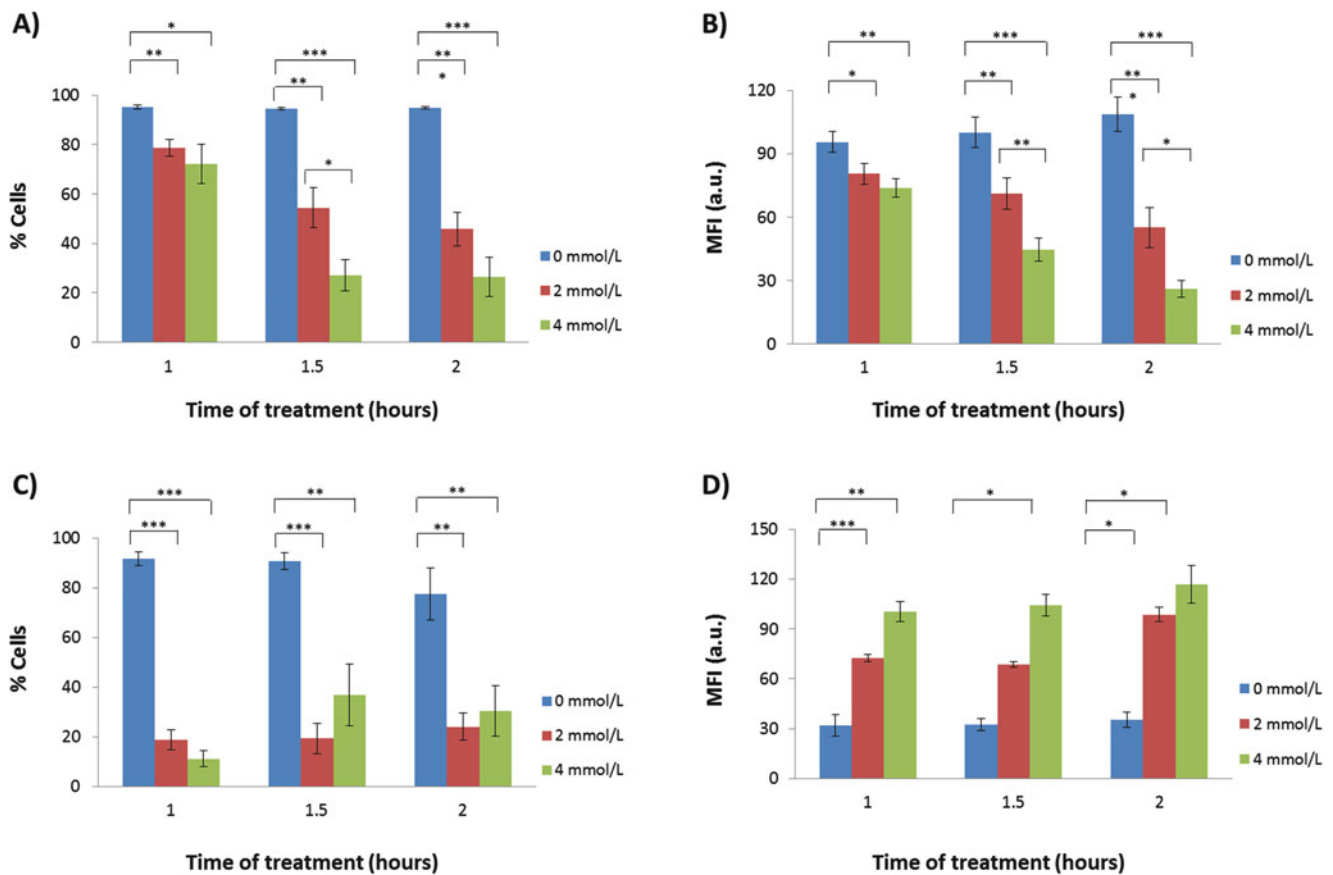 A)
*
**
***
**
***
**
*
*
100
80
60
40
20
0
% Cells
1
1.5
2
Time of treatment (hours)
0 mmol/L
2 mmol/L
4 mmol/L
B)
**
*
***
**
**
***
**
*
*
120
90
60
30
0
MFI (a.u.)
1
1.5
2
Time of treatment (hours)
0 mmol/L
2 mmol/L
4 mmol/L
C)
***
***
**
***
**
**
100
80
60
40
20
0
% Cells
1
1.5
2
Time of treatment (hours)
0 mmol/L
2 mmol/L
4 mmol/L
D)
**
***
*
*
*
150
120
90
60
30
0
MFI (a.u.)
1
1.5
2
Time of treatment (hours)
0 mmol/L
2 mmol/L
4 mmol/L